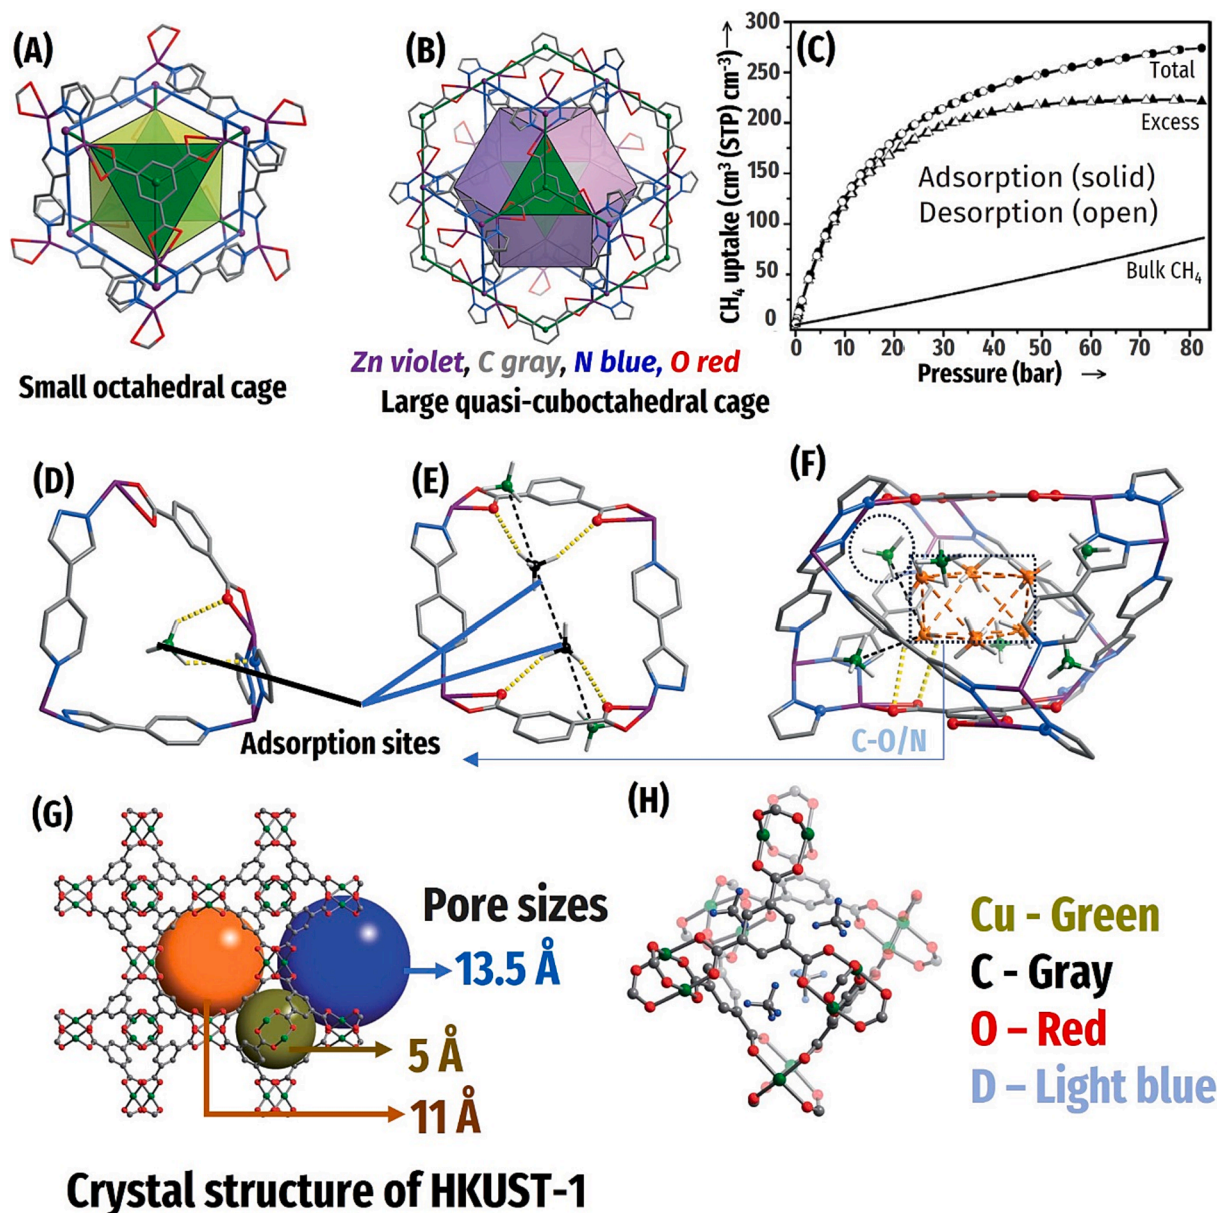 (A)
(B)
Small octahedral cage
Zn violet, C gray, N blue, O red
Large quasi-cuboctahedral cage
(C)
CH4 uptake (cm³ (STP) cm⁻³) →
300
250
200
150
100
50
0
Total
Excess
Adsorption (solid)
Desorption (open)
Bulk CH₄
0 10 20 30 40 50 60 70 80
Pressure (bar) →
(D)
(E)
(F)
Adsorption sites
C-O/N
(G)
Pore sizes
13.5 Å
5 Å
11 Å
Crystal structure of HKUST-1
(H)
Cu - Green
C - Gray
O – Red
D – Light blue